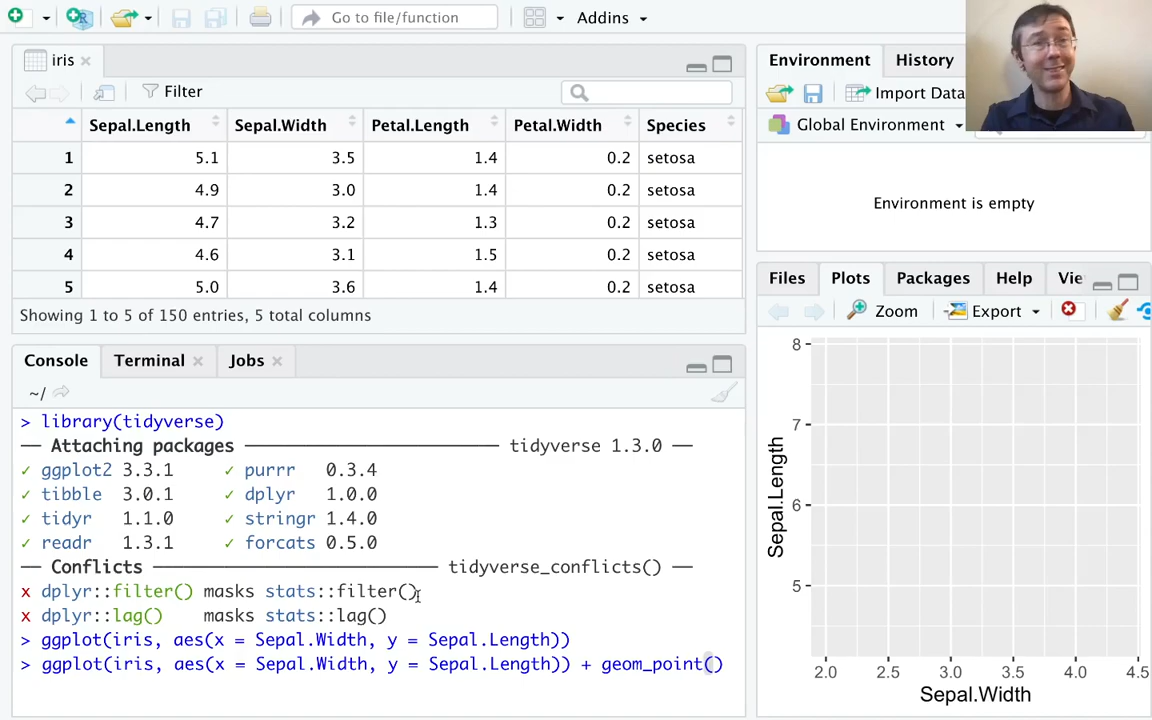 Go to file/function
Addins
iris
Filter
Sepal.Length Sepal.Width Petal.Length Petal.Width Species
1 5.1 3.5 1.4 0.2 setosa
2 4.9 3.0 1.4 0.2 setosa
3 4.7 3.2 1.3 0.2 setosa
4 4.6 3.1 1.5 0.2 setosa
5 5.0 3.6 1.4 0.2 setosa
Showing 1 to 5 of 150 entries, 5 total columns
Console Terminal Jobs
~/
> library(tidyverse)
── Attaching packages ──────────────── tidyverse 1.3.0 ──
✓ ggplot2 3.3.1 ✓ purrr 0.3.4
✓ tibble 3.0.1 ✓ dplyr 1.0.0
✓ tidyr 1.1.0 ✓ stringr 1.4.0
✓ readr 1.3.1 ✓ forcats 0.5.0
── Conflicts ────────────────── tidyverse_conflicts() ──
x dplyr::filter() masks stats::filter()
x dplyr::lag() masks stats::lag()
> ggplot(iris, aes(x = Sepal.Width, y = Sepal.Length))
> ggplot(iris, aes(x = Sepal.Width, y = Sepal.Length)) + geom_point()
Environment History
Import Data
Global Environment
Environment is empty
Files Plots Packages Help Vie
Zoom Export
8
7
6
5
Sepal.Length
2.0 2.5 3.0 3.5 4.0 4.5
Sepal.Width